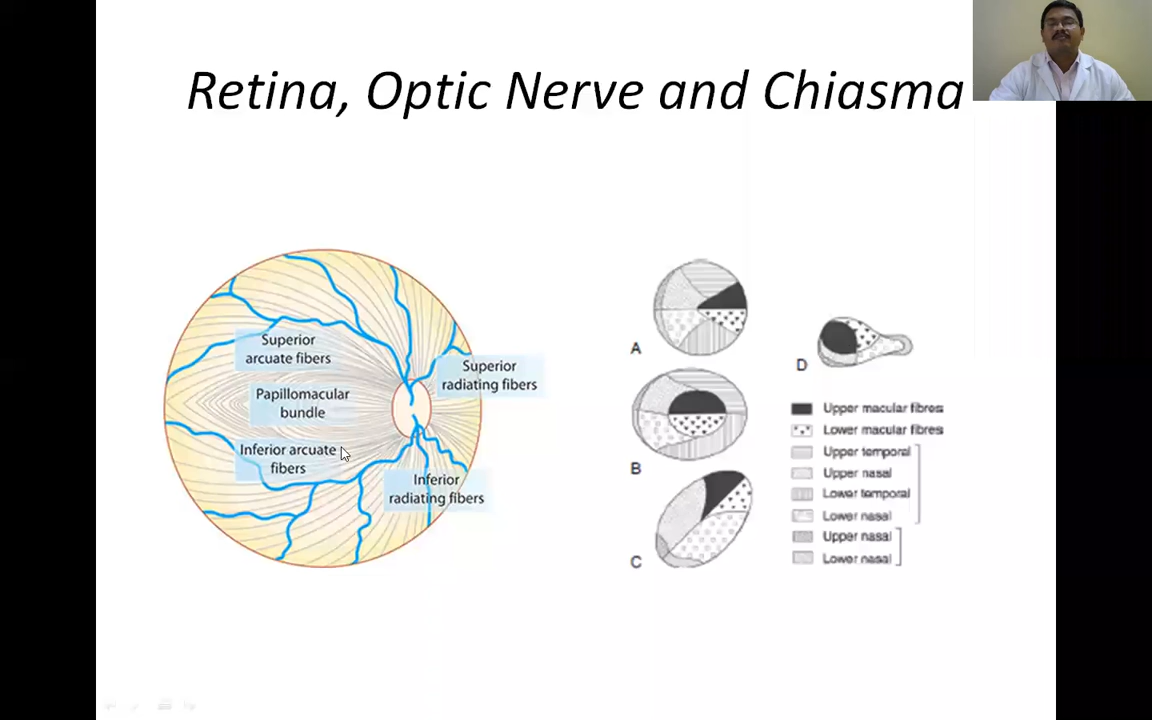 Retina, Optic Nerve and Chiasma
Superior
arcuate fibers
Papillomacular
bundle
Inferior arcuate
fibers
Superior
radiating fibers
Inferior
radiating fibers
A
B
C
D
Upper macular fibres
Lower macular fibres
Upper temporal
Upper nasal
Lower temporal
Lower nasal
Upper nasal
Lower nasal